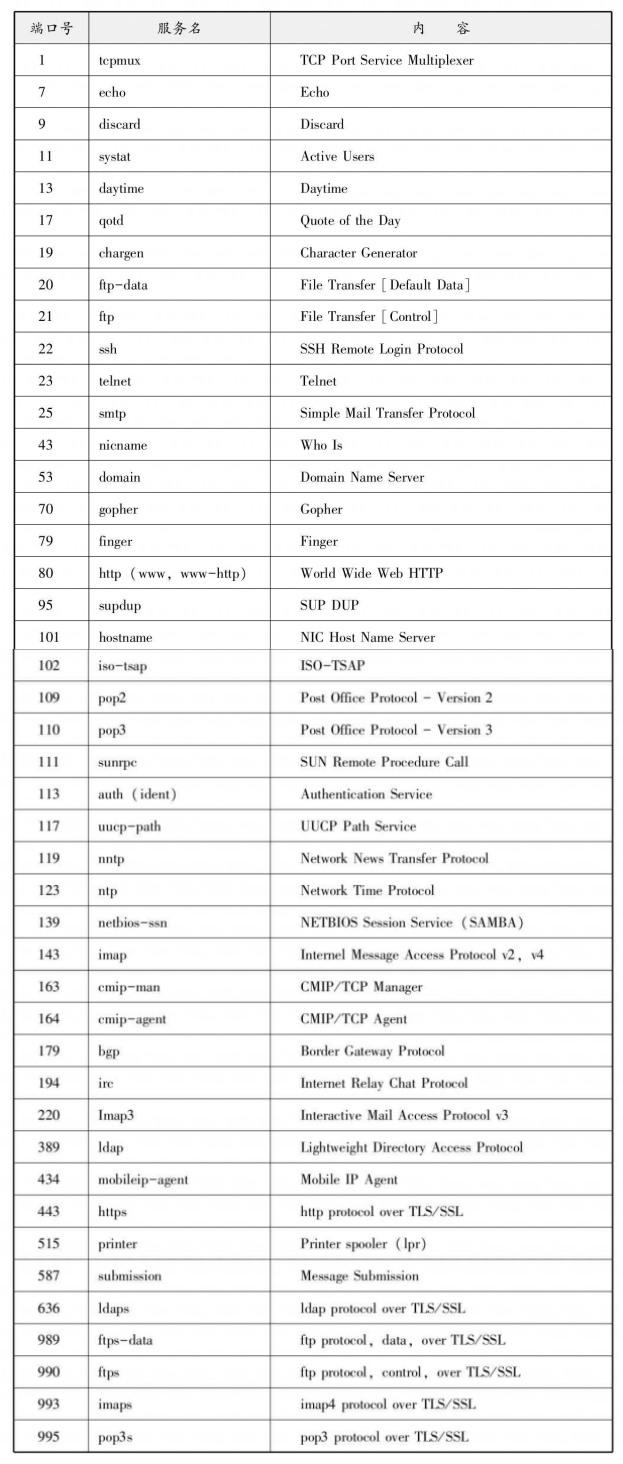 端口号 服务名 内 容
1 tcpmux TCP Port Service Multiplexer
7 echo Echo
9 discard Discard
11 systat Active Users
13 daytime Daytime
17 qotd Quote of the Day
19 chargen Character Generator
20 ftp-data File Transfer [Default Data]
21 ftp File Transfer [Control]
22 ssh SSH Remote Login Protocol
23 telnet Telnet
25 smtp Simple Mail Transfer Protocol
43 nicname Who Is
53 domain Domain Name Server
70 gopher Gopher
79 finger Finger
80 http (www, www-http) World Wide Web HTTP
95 supdup SUP DUP
101 hostname NIC Host Name Server
102 iso-tsap ISO-TSAP
109 pop2 Post Office Protocol - Version 2
110 pop3 Post Office Protocol - Version 3
111 sunrpc SUN Remote Procedure Call
113 auth (ident) Authentication Service
117 uucp-path UUCP Path Service
119 nntp Network News Transfer Protocol
123 ntp Network Time Protocol
139 netbios-ssn NETBIOS Session Service (SAMBA)
143 imap Internel Message Access Protocol v2, v4
163 cmip-man CMIP/TCP Manager
164 cmip-agent CMIP/TCP Agent
179 bgp Border Gateway Protocol
194 irc Internet Relay Chat Protocol
220 Imap3 Interactive Mail Access Protocol v3
389 ldap Lightweight Directory Access Protocol
434 mobileip-agent Mobile IP Agent
443 https http protocol over TLS/SSL
515 printer Printer spooler (lpr)
587 submission Message Submission
636 ldaps ldap protocol over TLS/SSL
989 ftps-data ftp protocol, data, over TLS/SSL
990 ftps ftp protocol, control, over TLS/SSL
993 imaps imap4 protocol over TLS/SSL
995 pop3s pop3 protocol over TLS/SSL